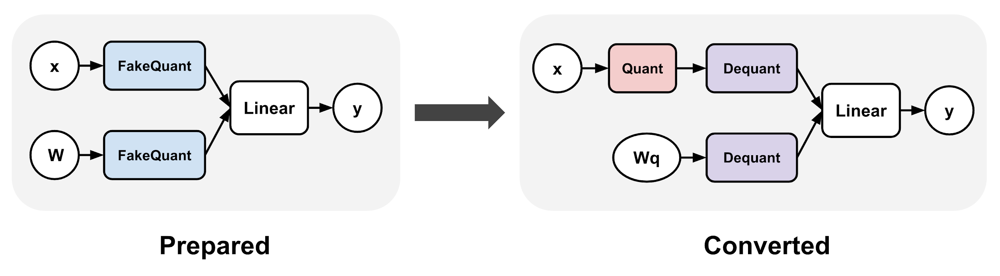 x
FakeQuant
Linear
y
W
FakeQuant
Prepared
x
Quant
Dequant
Linear
y
Wq
Dequant
Converted